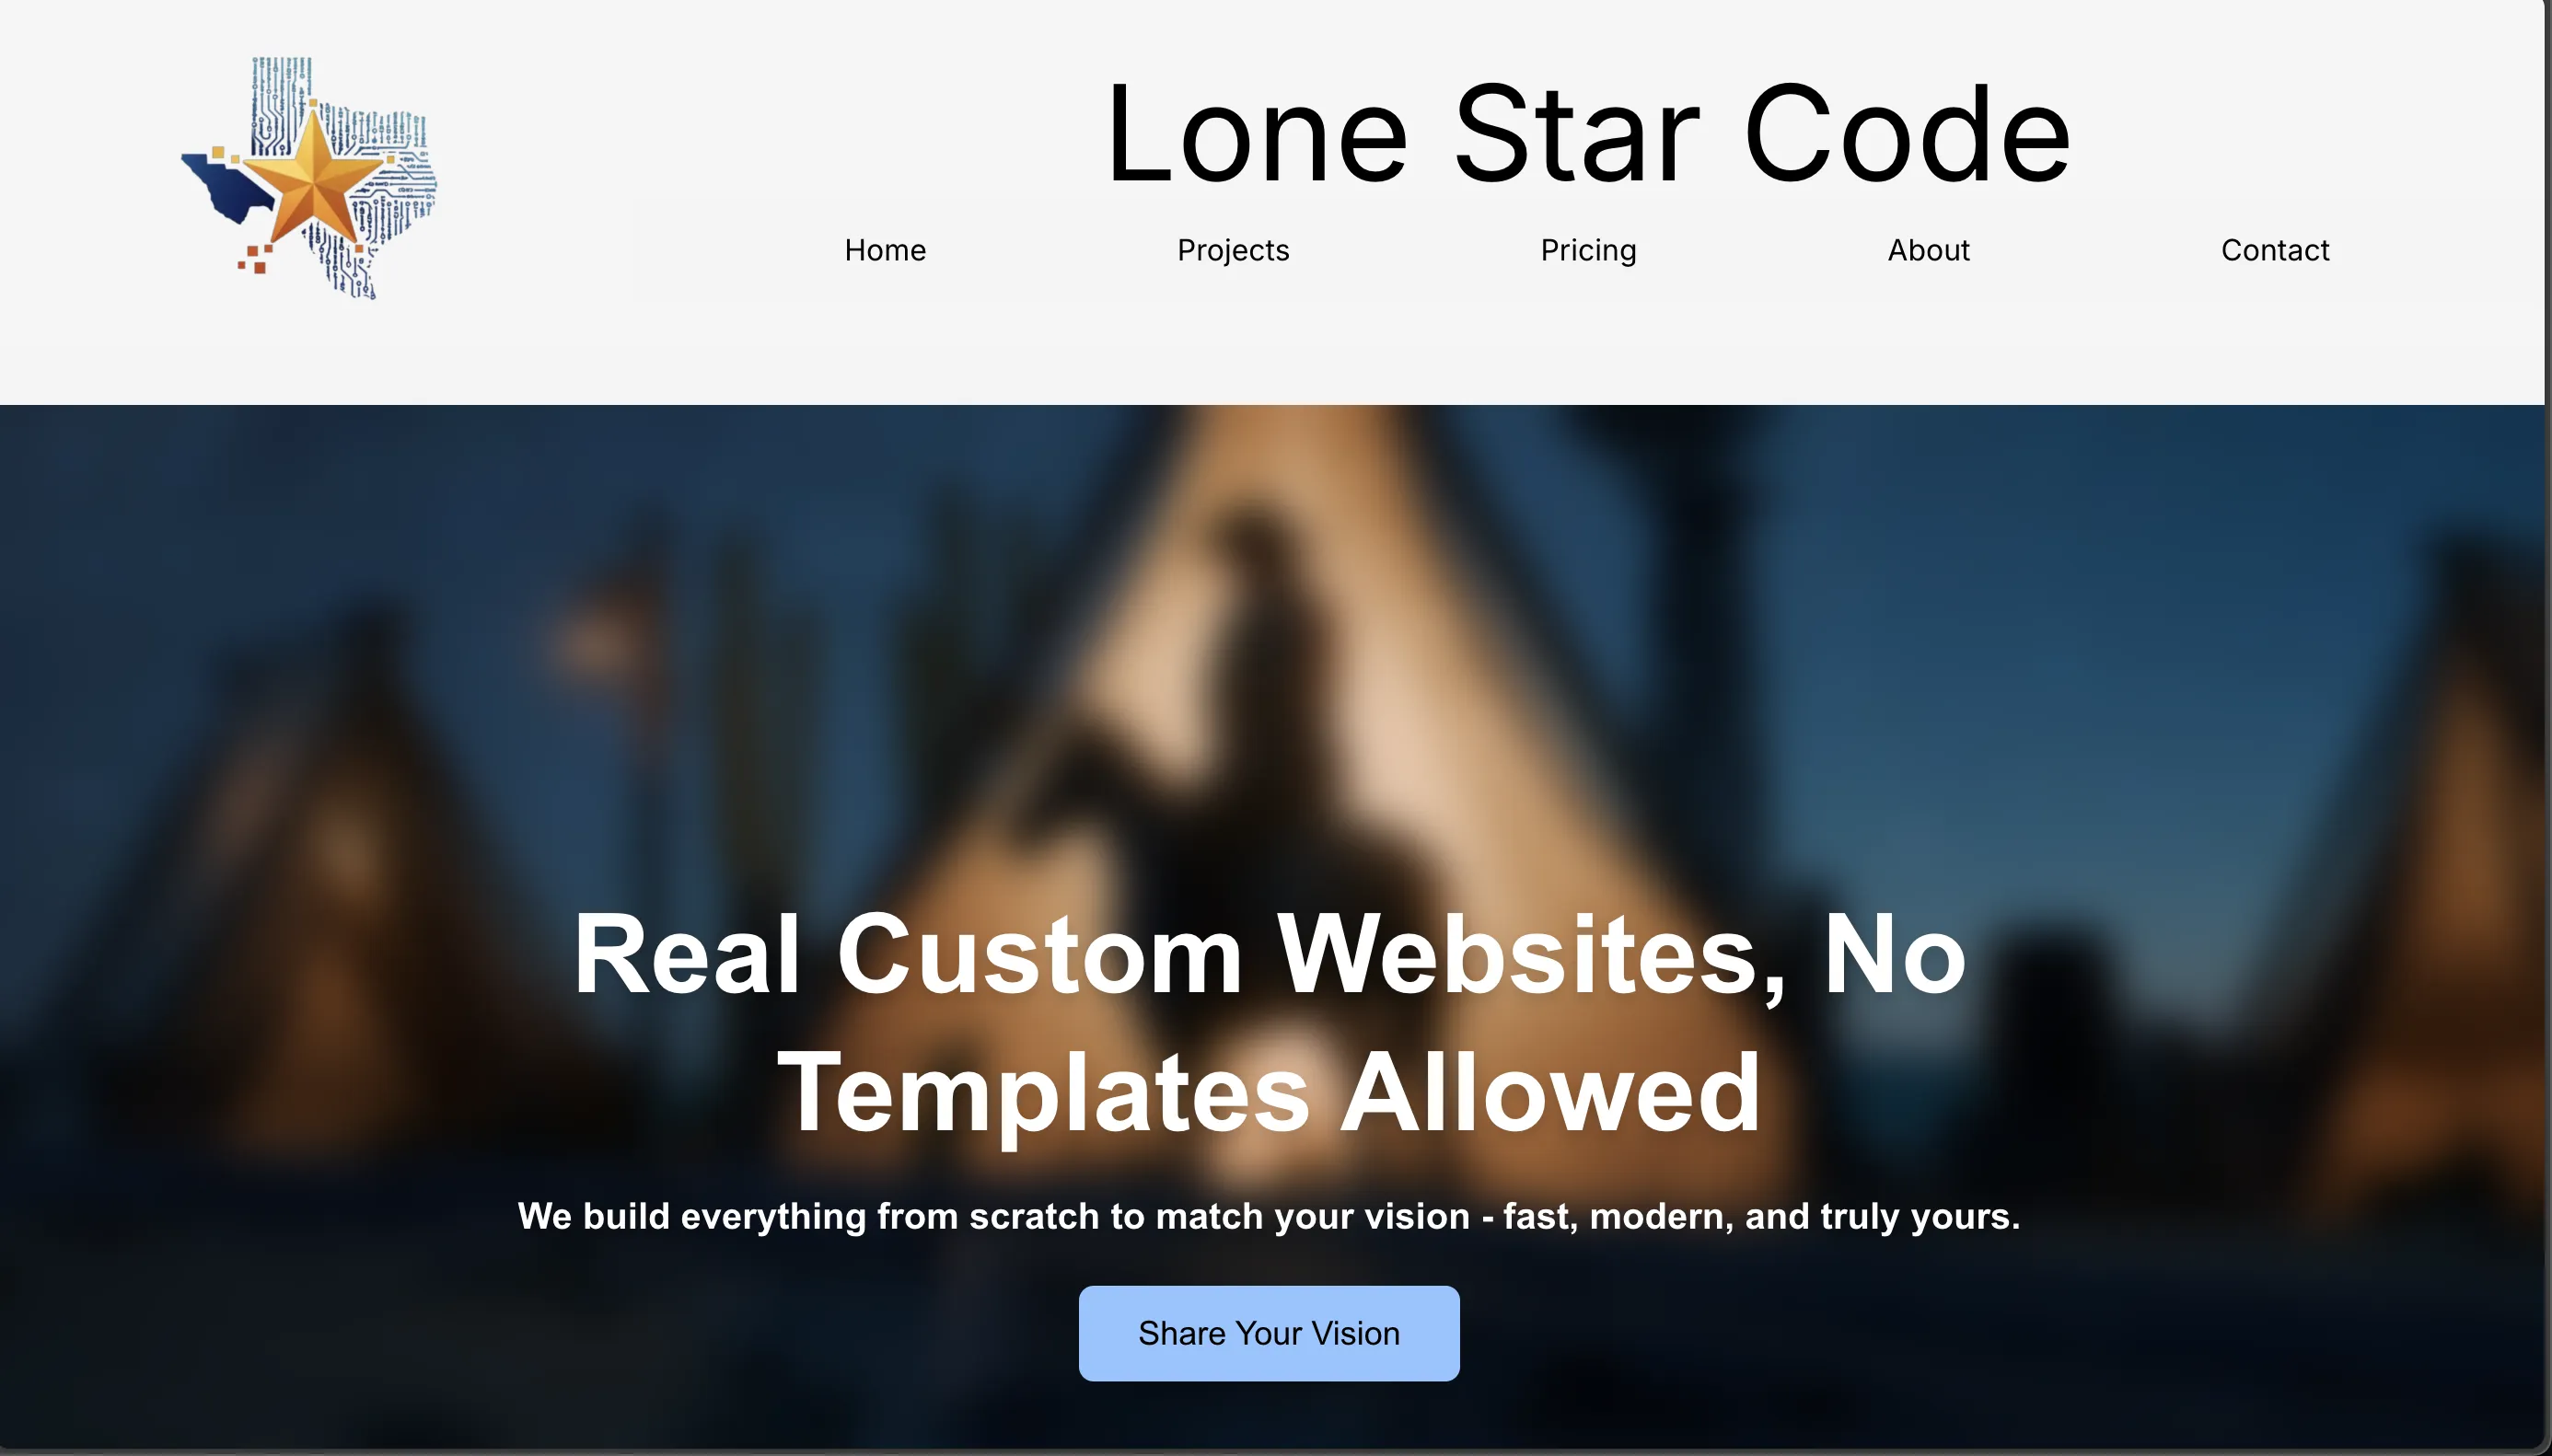 Lone Star Code
Home Projects Pricing About Contact
Real Custom Websites, No
Templates Allowed
We build everything from scratch to match your vision - fast, modern, and truly yours.
Share Your Vision